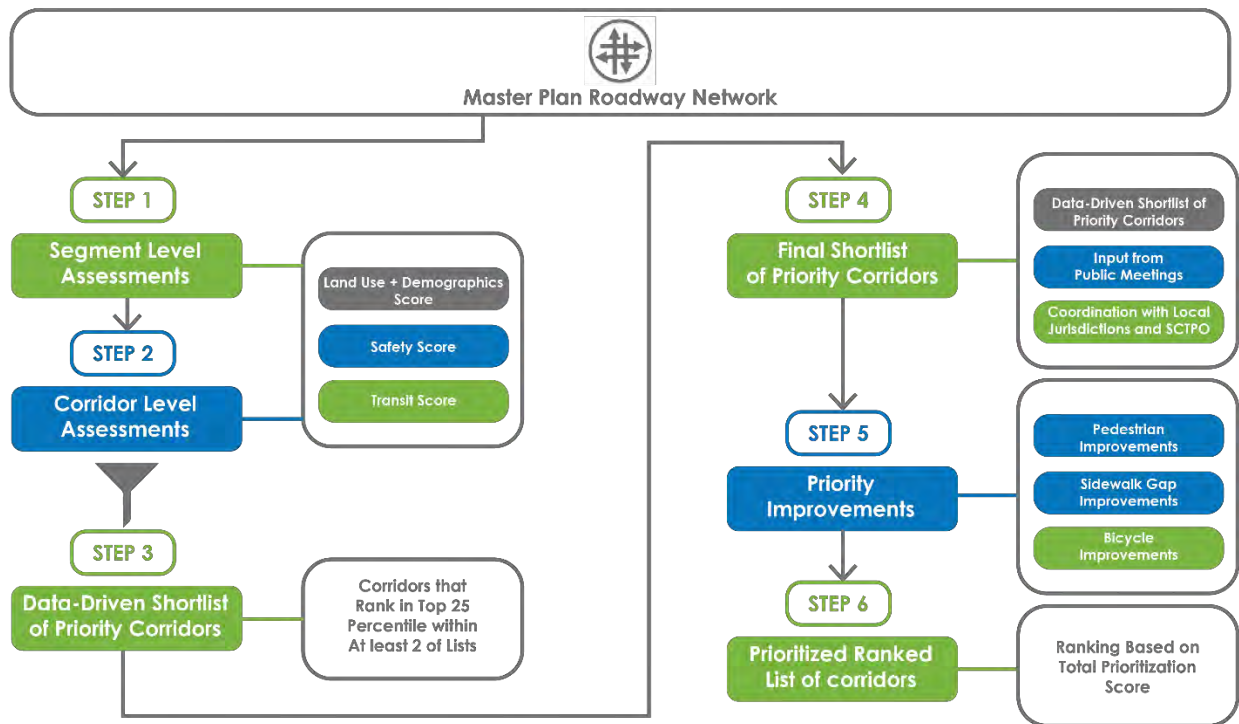 Master Plan Roadway Network
STEP 1
Segment Level
Assessments
Land Use + Demographics
Score
Safety Score
Transit Score
STEP 2
Corridor Level
Assessments
STEP 3
Data-Driven Shortlist
of Priority Corridors
Corridors that
Rank in Top 25
Percentile within
At least 2 of Lists
STEP 4
Final Shortlist
of Priority Corridors
Data-Driven Shortlist of
Priority Corridors
Input from
Public Meetings
Coordination with Local
Jurisdictions and SCTPO
STEP 5
Priority
Improvements
Pedestrian
Improvements
Sidewalk Gap
Improvements
Bicycle
Improvements
STEP 6
Prioritized Ranked
List of corridors
Ranking Based on
Total Prioritization
Score